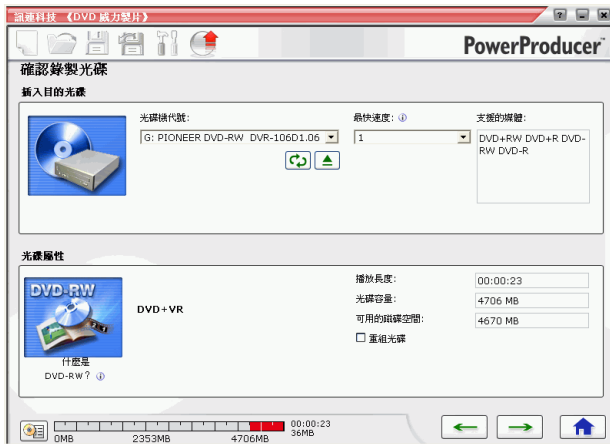 訊連科技 《DVD 威力製片》
PowerProducer™
確認錄製光碟
插入目的光碟
光碟機代號:
最快速度:
支援的媒體:
G: PIONEER DVD-RW DVR-106D1.06
1
DVD+RW DVD+R DVD-
RW DVD-R
光碟屬性
DVD-RW
DVD+VR
什麼是
DVD-RW?
播放長度:
00:00:23
光碟容量:
4706 MB
可用的磁碟空間:
4670 MB
重組光碟
0MB
2353MB
4706MB
00:00:23
36MB